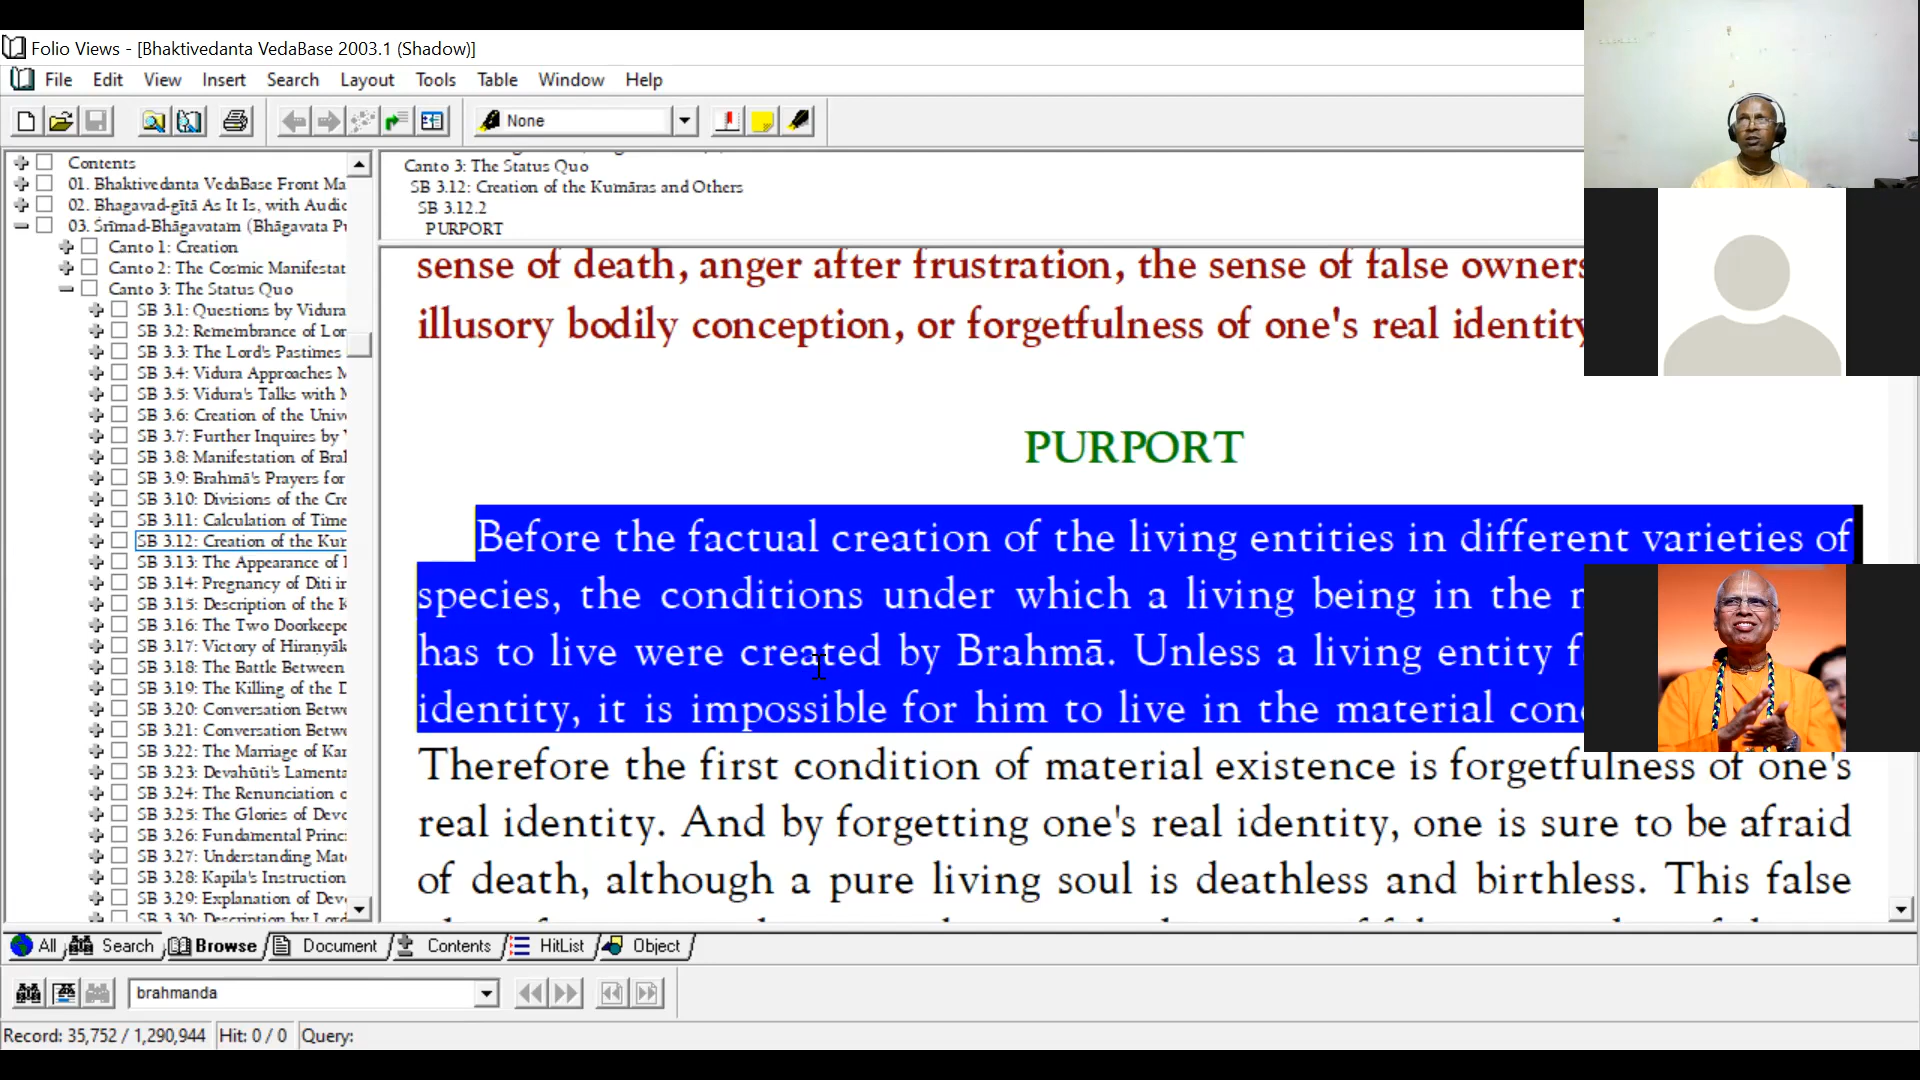 Folio Views - [Bhaktivedanta VedaBase 2003.1 (Shadow)]
File Edit View Insert Search Layout Tools Table Window Help
None
Contents
01. Bhaktivedanta VedaBase Front Ma
02. Bhagavad-gītā As It Is, with Audio
03. Śrīmad-Bhāgavatam (Bhāgavata Pu
Canto 1: Creation
Canto 2: The Cosmic Manifestat
Canto 3: The Status Quo
SB 3.1: Questions by Vidura
SB 3.2: Remembrance of Lor
SB 3.3: The Lord's Pastimes
SB 3.4: Vidura Approaches M
SB 3.5: Vidura's Talks with M
SB 3.6: Creation of the Univ
SB 3.7: Further Inquires by
SB 3.8: Manifestation of Bra
SB 3.9: Brahmā's Prayers for
SB 3.10: Divisions of the Cre
SB 3.11: Calculation of Time
SB 3.12: Creation of the Kum
SB 3.13: The Appearance of
SB 3.14: Pregnancy of Diti in
SB 3.15: Description of the K
SB 3.16: The Two Doorkeepe
SB 3.17: Victory of Hiraṇyāk
SB 3.18: The Battle Between
SB 3.19: The Killing of the D
SB 3.20: Conversation Betwe
SB 3.21: Conversation Betwe
SB 3.22: The Marriage of Kar
SB 3.23: Devahūti's Lamenta
SB 3.24: The Renunciation o
SB 3.25: The Glories of Devo
SB 3.26: Fundamental Princi
SB 3.27: Understanding Mat
SB 3.28: Kapila's Instruction
SB 3.29: Explanation of Dev
SB 3.30: Description by Lord
Canto 3: The Status Quo
SB 3.12: Creation of the Kumāras and Others
SB 3.12.2
PURPORT
sense of death, anger after frustration, the sense of false owners
illusory bodily conception, or forgetfulness of one's real identity
PURPORT
Before the factual creation of the living entities in different varieties of
species, the conditions under which a living being in the
has to live were created by Brahmā. Unless a living entity
identity, it is impossible for him to live in the material con
Therefore the first condition of material existence is forgetfulness of one's
real identity. And by forgetting one's real identity, one is sure to be afraid
of death, although a pure living soul is deathless and birthless. This false
All Search Browse Document Contents HitList Object
brahmanda
Record: 35,752 / 1,290,944 Hit: 0 / 0 Query: